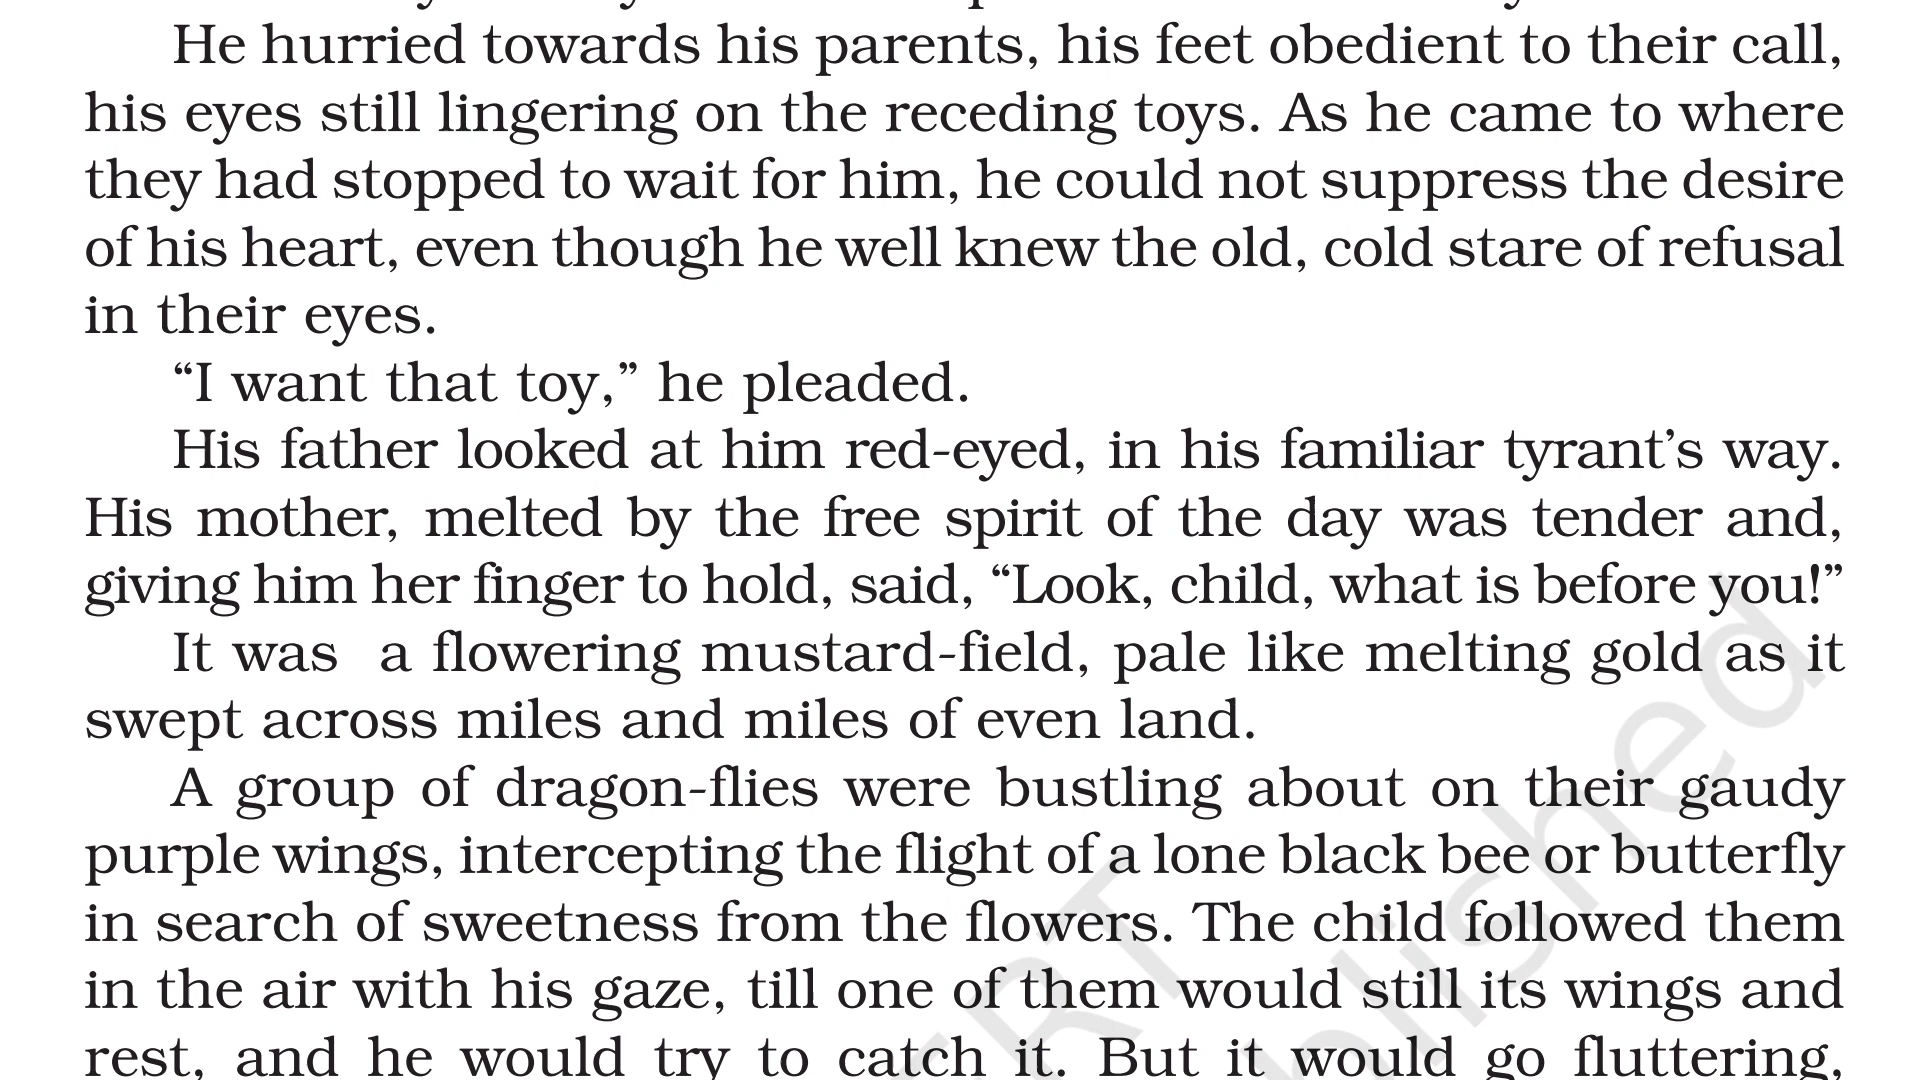 He hurried towards his parents, his feet obedient to their call,
his eyes still lingering on the receding toys. As he came to where
they had stopped to wait for him, he could not suppress the desire
of his heart, even though he well knew the old, cold stare of refusal
in their eyes.
“I want that toy,” he pleaded.
His father looked at him red-eyed, in his familiar tyrant’s way.
His mother, melted by the free spirit of the day was tender and,
giving him her finger to hold, said, “Look, child, what is before you!”
It was a flowering mustard-field, pale like melting gold as it
swept across miles and miles of even land.
A group of dragon-flies were bustling about on their gaudy
purple wings, intercepting the flight of a lone black bee or butterfly
in search of sweetness from the flowers. The child followed them
in the air with his gaze, till one of them would still its wings and
rest, and he would try to catch it. But it would go fluttering,